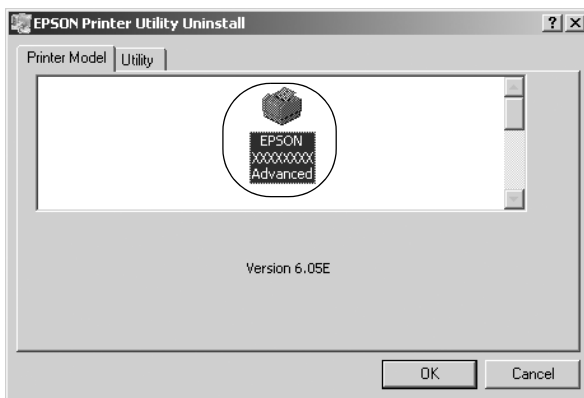 EPSON Printer Utility Uninstall
Printer Model
Utility
EPSON
XXXXXXXX
Advanced
Version 6.05E
OK
Cancel